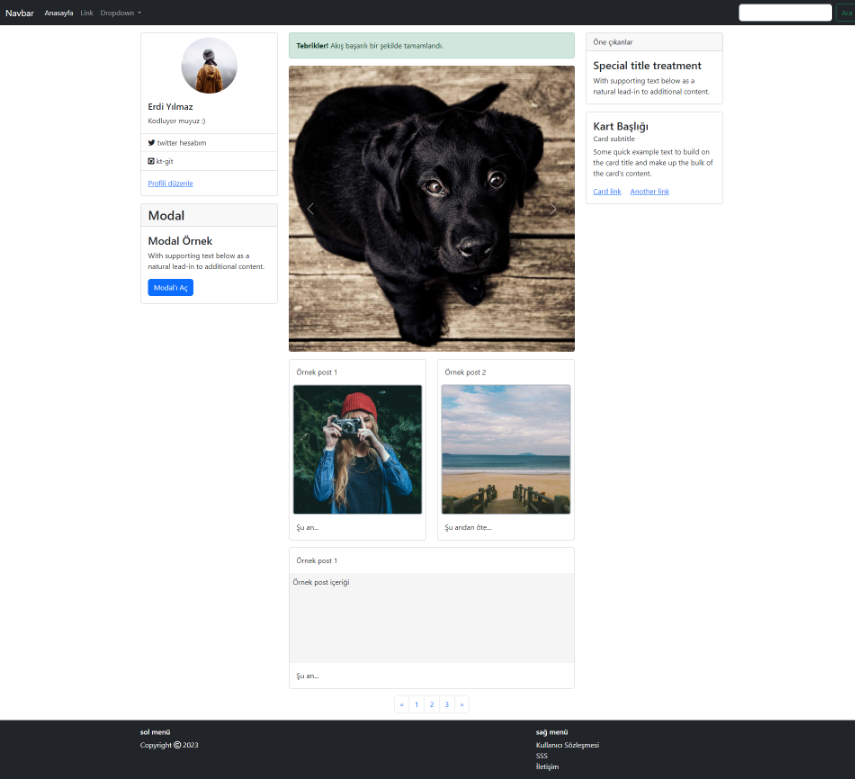 Navbar Anasayfa Link Dropdown
Ara
Erdi Yılmaz
Kodluyor muyuz :)
twitter hesabım
kt-git
Profili düzenle
Modal
Modal Örnek
With supporting text below as a
natural lead-in to additional content.
Modal'ı Aç
Tebrikler! Akış başarılı bir şekilde tamamlandı.
Örnek post 1
Şu an...
Örnek post 2
Şu andan öte...
Örnek post 1
Örnek post içeriği
Şu an...
« 1 2 3 »
Öne çıkanlar
Special title treatment
With supporting text below as a
natural lead-in to additional content.
Kart Başlığı
Card subtitle
Some quick example text to build on
the card title and make up the bulk of
the card's content.
Card link Another link
sol menü
Copyright © 2023
sağ menü
Kullanıcı Sözleşmesi
SSS
İletişim